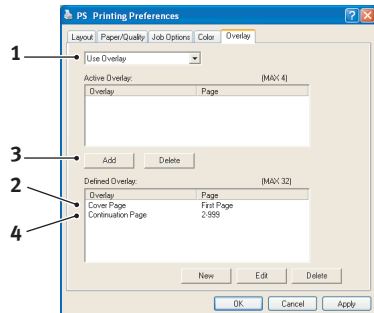 PS Printing Preferences
Layout Paper/Quality Job Options Color Overlay
1
Use Overlay
Active Overlay: (MAX 4)
Overlay Page
3
Add Delete
Defined Overlay: (MAX 32)
Overlay Page
2
Cover Page First Page
4
Continuation Page 2-999
New Edit Delete
OK Cancel Apply